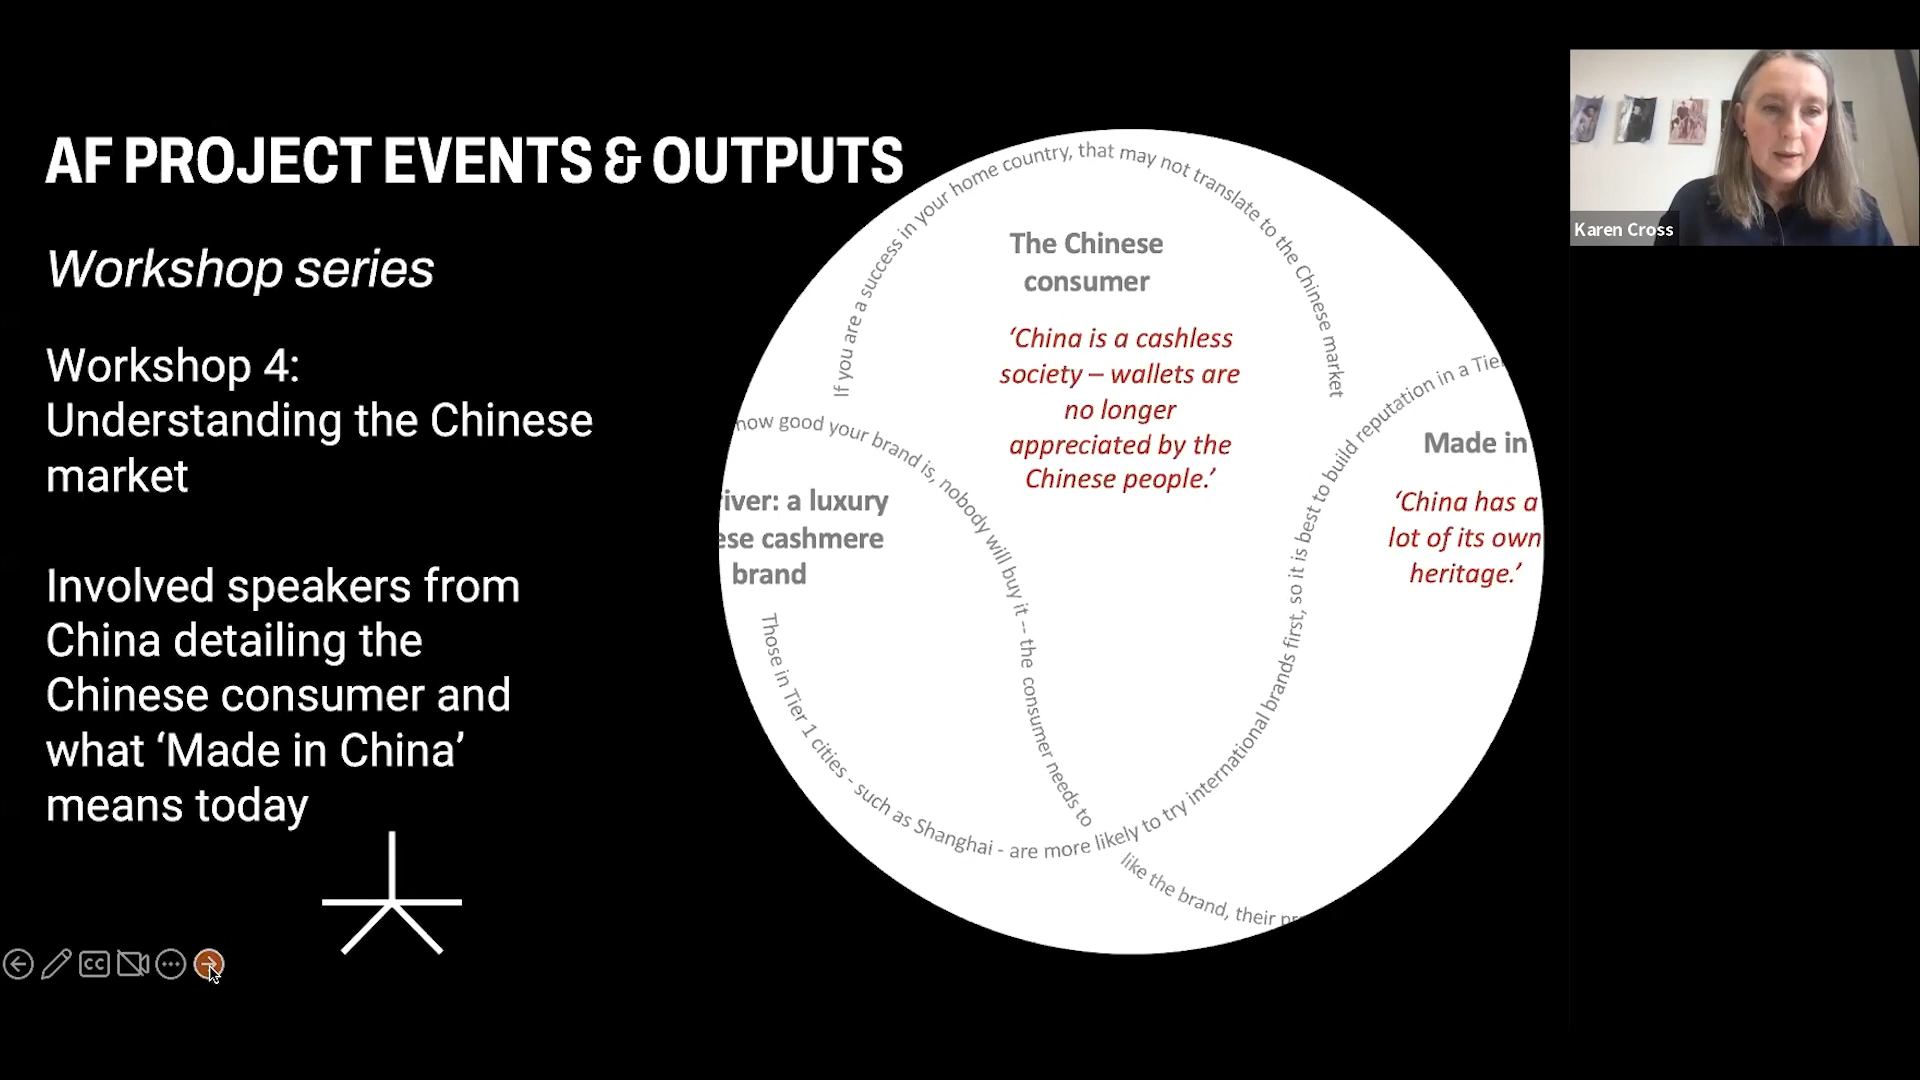 AF PROJECT EVENTS & OUTPUTS
Workshop series
Workshop 4:
Understanding the Chinese
market
Involved speakers from
China detailing the
Chinese consumer and
what ‘Made in China’
means today
If you are a success in your home country, that may not translate to the Chinese market
The Chinese
consumer
‘China is a cashless
society – wallets are
no longer
appreciated by the
Chinese people.’
how good your brand is, nobody will buy it -- the consumer needs to
like the brand, their
iver: a luxury
ese cashmere
brand
Those in Tier 1 cities - such as Shanghai - are more likely to try international brands first, so it is best to build reputation in a Tier
Made in
‘China has a
lot of its own
heritage.’
Karen Cross
CC